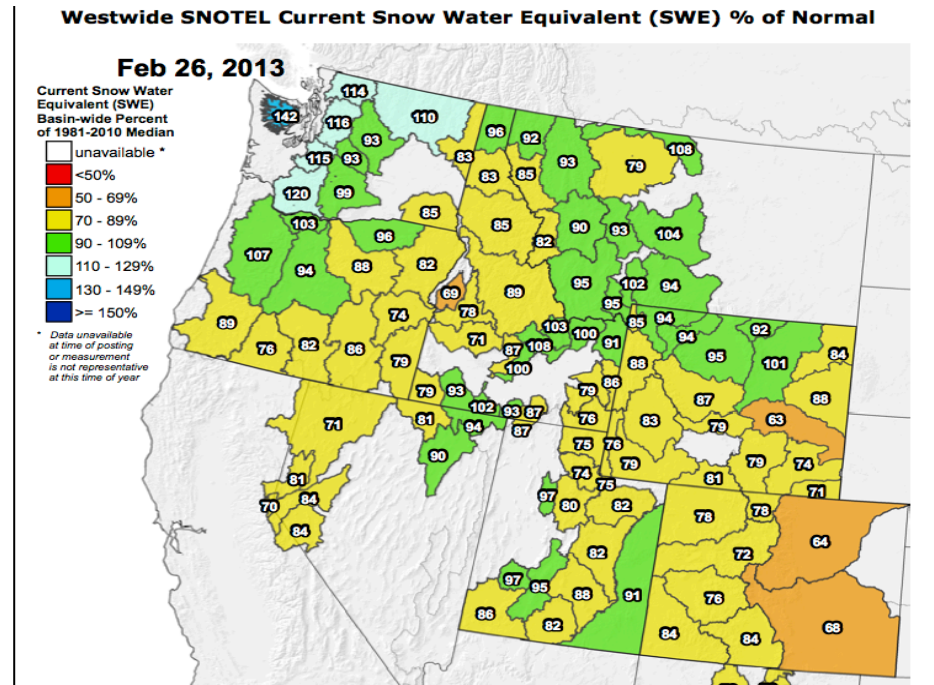 Westwide SNOTEL Current Snow Water Equivalent (SWE) % of Normal
Feb 26, 2013
Current Snow Water
Equivalent (SWE)
Basin-wide Percent
of 1981-2010 Median
unavailable *
<50%
50 - 69%
70 - 89%
90 - 109%
110 - 129%
130 - 149%
>= 150%
* Data unavailable
at time of posting
or measurement
is not representative
at this time of year
114
142 116 110
93 96 92
115 93 83 93 108
83 85 79
120 99
85
103 85 90 93 104
107 96 82
94 88 82
69 89 95 102 94
78 95
89 74 103 100 85 94
76 82 86 71 87 108 91 94 92
79 100 88 95 101 84
79 93 79 86 87 88
71 81 102 93 87 76 83 79 63
94 87
90 75 76 79 79 74
81 74 75 81 71
70 84 97 80 82 78 78
84 82 72 64
97 95 88 91 76
86 82 84 84 68